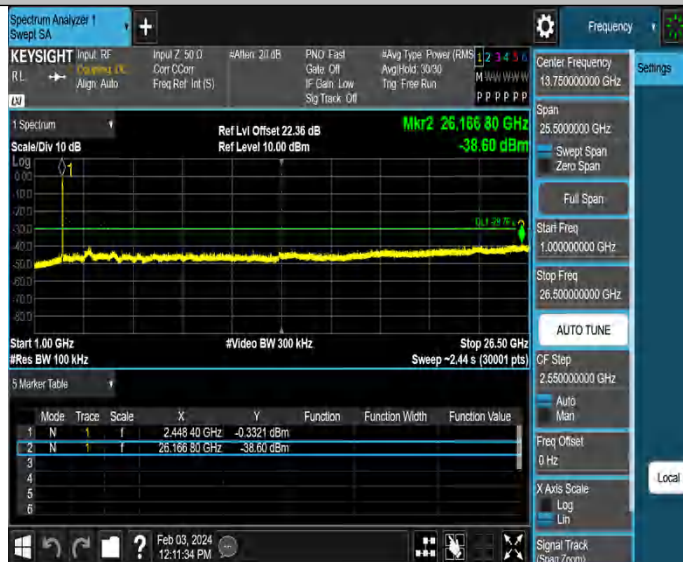 Spectrum Analyzer 1
Swept SA
Frequency
KEYSIGHT
Input: RF
Coupling: DC
Align: Auto
Input Z: 50 Ω
Corr CCorr
Freq Ref: Int (S)
#Atten: 20 dB
PNO: Fast
Gate: Off
IF Gain: Low
Sig Track: Off
#Avg Type: Power (RMS
Avg|Hold: 30/30
Trig: Free Run
1 2 3 4 5 6
M W W W W W
P P P P P P
RL
LXI
1 Spectrum
Scale/Div 10 dB
Ref Lvl Offset 22.36 dB
Ref Level 10.00 dBm
Mkr2 26.166 80 GHz
-38.60 dBm
Log
0.00
-10.0
-20.0
-30.0
-40.0
-50.0
-60.0
-70.0
-80.0
1
2
Start 1.00 GHz
#Res BW 100 kHz
#Video BW 300 kHz
Stop 26.50 GHz
Sweep ~2.44 s (30001 pts)
5 Marker Table
Mode Trace Scale X Y Function Function Width Function Value
1 N 1 f 2.448 40 GHz -0.3321 dBm
2 N 1 f 26.166 80 GHz -38.60 dBm
3
4
5
6
Feb 03, 2024
12:11:34 PM
Center Frequency
13.750000000 GHz
Span
25.5000000 GHz
Swept Span
Zero Span
Full Span
Start Freq
1.000000000 GHz
Stop Freq
26.500000000 GHz
AUTO TUNE
CF Step
2.550000000 GHz
Auto
Man
Freq Offset
0 Hz
X Axis Scale
Log
Lin
Signal Track
(Span Zoom)
Settings
Local